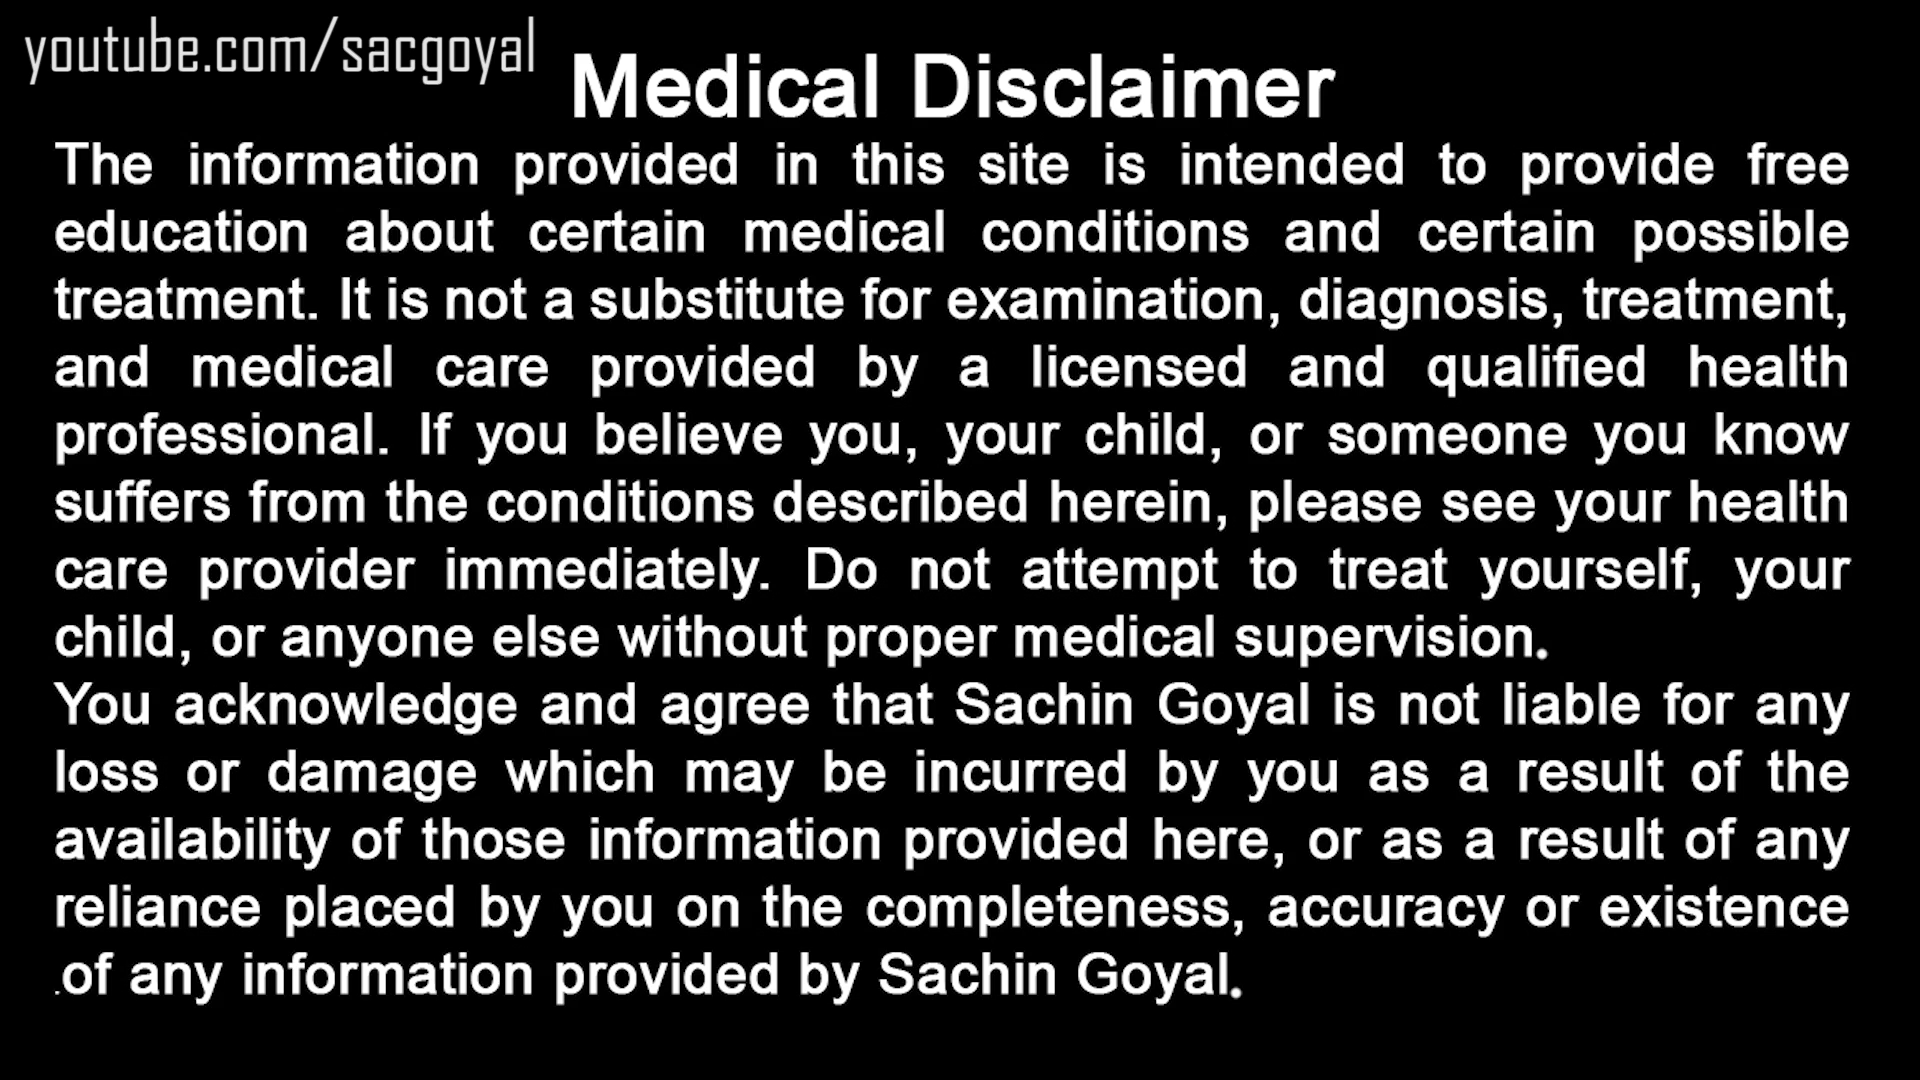 youtube.com/sacgoyal
Medical Disclaimer
The information provided in this site is intended to provide free
education about certain medical conditions and certain possible
treatment. It is not a substitute for examination, diagnosis, treatment,
and medical care provided by a licensed and qualified health
professional. If you believe you, your child, or someone you know
suffers from the conditions described herein, please see your health
care provider immediately. Do not attempt to treat yourself, your
child, or anyone else without proper medical supervision.
You acknowledge and agree that Sachin Goyal is not liable for any
loss or damage which may be incurred by you as a result of the
availability of those information provided here, or as a result of any
reliance placed by you on the completeness, accuracy or existence
.of any information provided by Sachin Goyal.